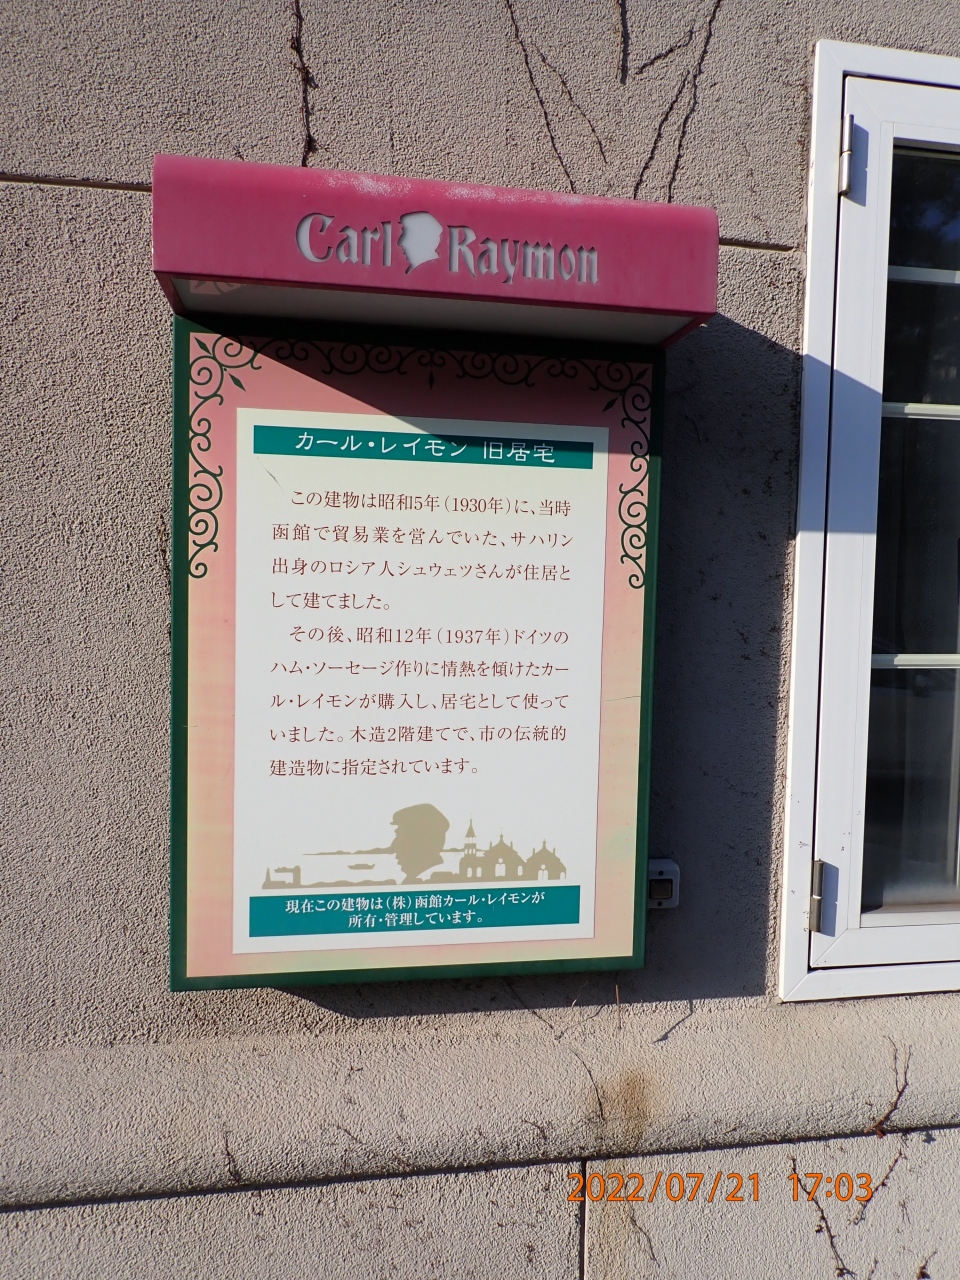 Carl Raymon
カール・レイモン 旧居宅
この建物は昭和5年(1930年)に、当時
函館で貿易業を営んでいた、サハリン
出身のロシア人シュウェツさんが住居と
して建てました。
その後、昭和12年(1937年)ドイツの
ハム・ソーセージ作りに情熱を傾けたカー
ル・レイモンが購入し、居宅として使って
いました。木造2階建てで、市の伝統的
建造物に指定されています。
現在この建物は(株)函館カール・レイモンが
所有・管理しています。
2022/07/21 17:03